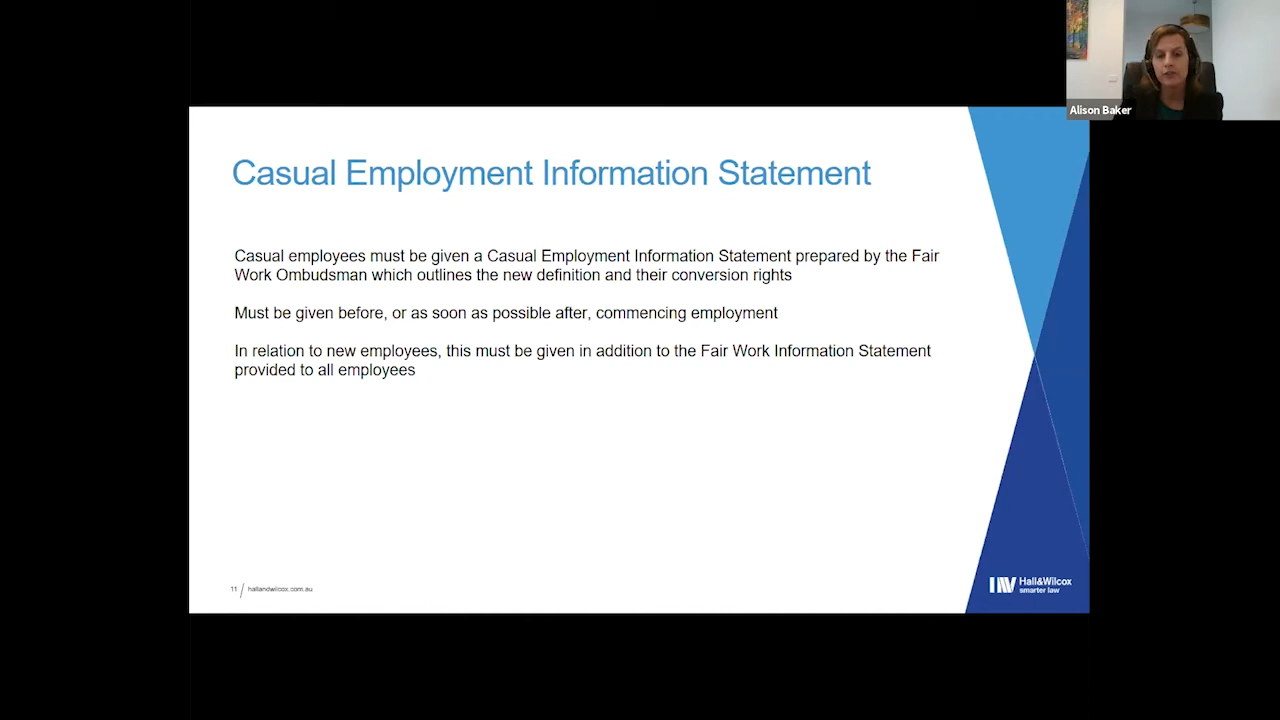 Alison Baker
Casual Employment Information Statement
Casual employees must be given a Casual Employment Information Statement prepared by the Fair
Work Ombudsman which outlines the new definition and their conversion rights
Must be given before, or as soon as possible after, commencing employment
In relation to new employees, this must be given in addition to the Fair Work Information Statement
provided to all employees
11 / hallandwilcox.com.au
Hall&Wilcox
smarter law